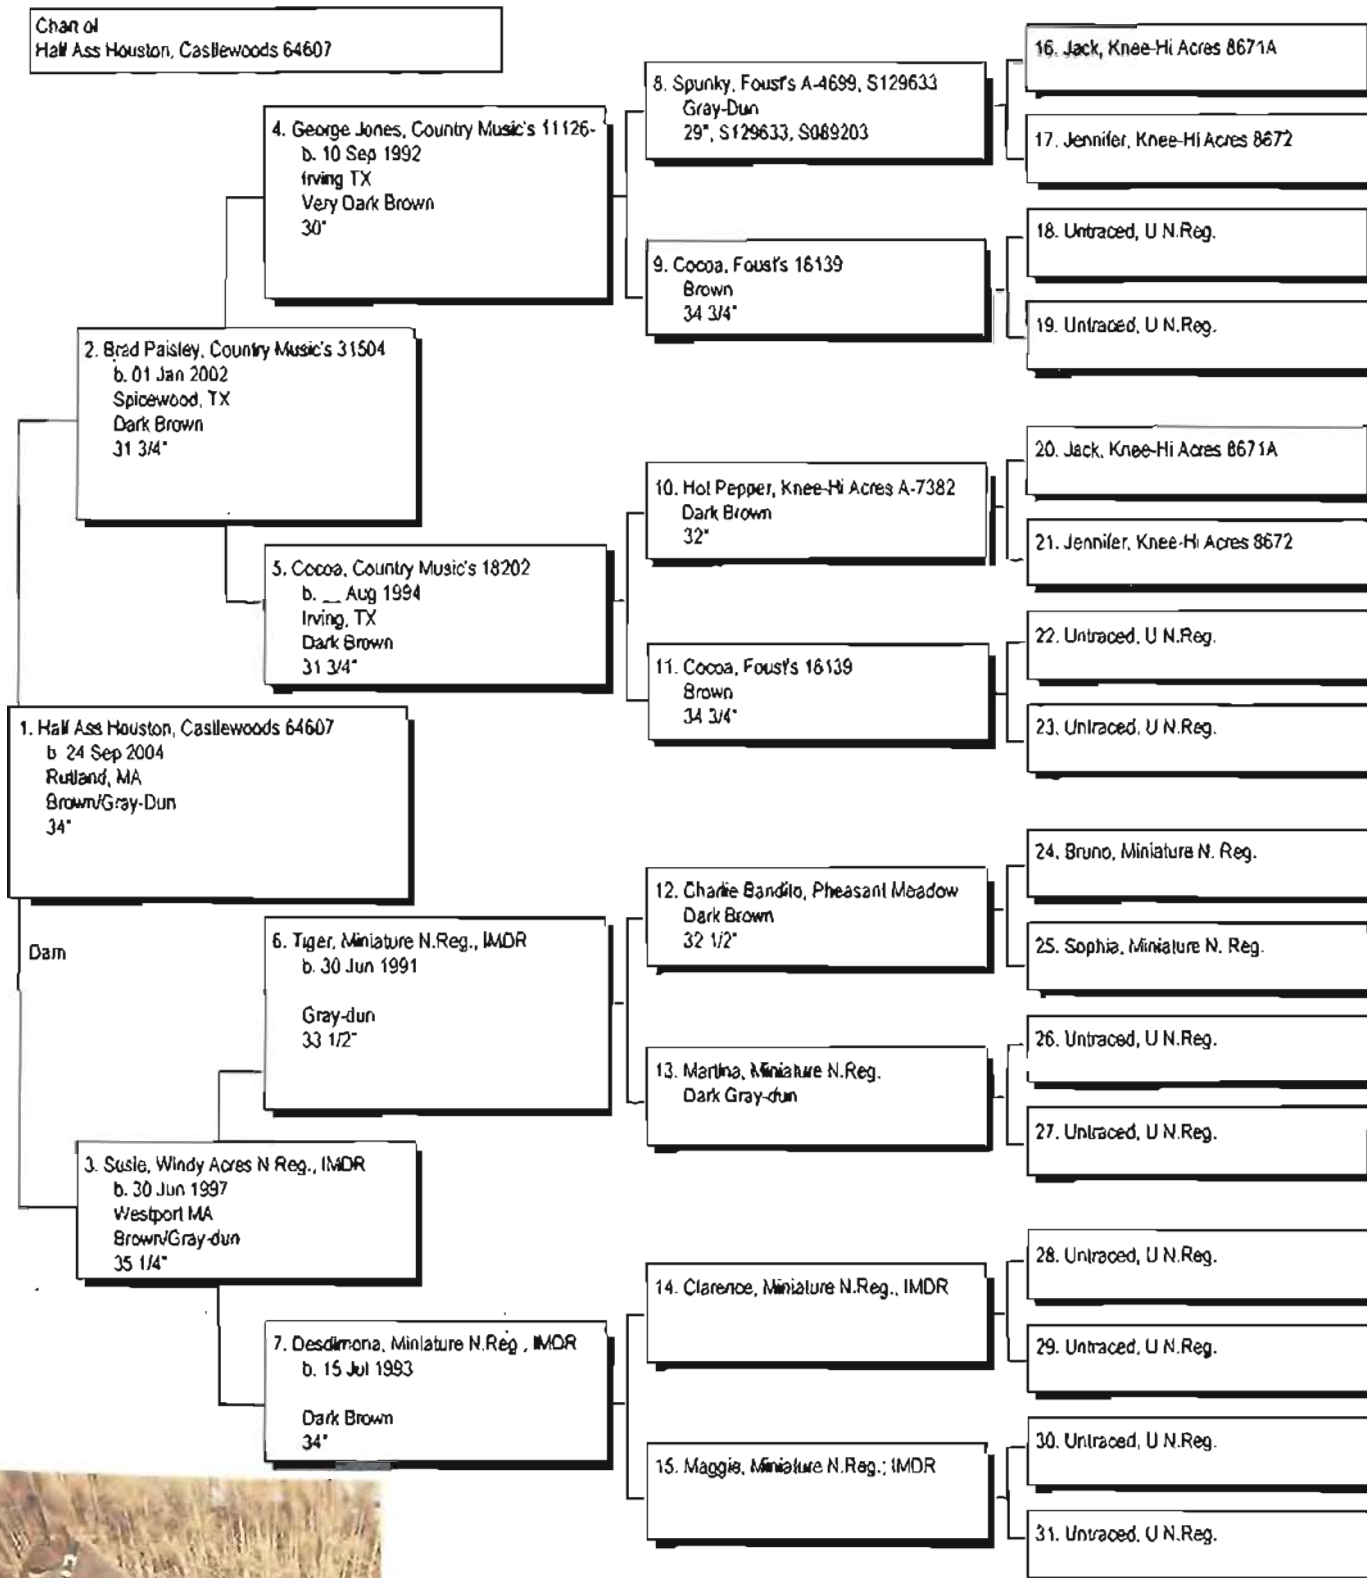 Chart of
Half Ass Houston, Castlewoods 64607
1. Half Ass Houston, Castlewoods 64607
b 24 Sep 2004
Rutland, MA
Brown/Gray-Dun
34"
2. Brad Paisley, Country Music's 31504
b. 01 Jan 2002
Spicewood, TX
Dark Brown
31 3/4"
Dam
3. Susie, Windy Acres N Reg., IMDR
b. 30 Jun 1997
Westport MA
Brown/Gray-dun
35 1/4"
4. George Jones, Country Music's 11126-
b. 10 Sep 1992
Irving TX
Very Dark Brown
30"
5. Cocoa, Country Music's 18202
b. __ Aug 1994
Irving, TX
Dark Brown
31 3/4"
6. Tiger, Miniature N.Reg., IMDR
b. 30 Jun 1991
Gray-dun
33 1/2"
7. Desdimona, Miniature N.Reg , IMDR
b. 15 Jul 1993
Dark Brown
34"
8. Spunky, Foust's A-4699, S129633
Gray-Dun
29", S129633, S089203
9. Cocoa, Foust's 16139
Brown
34 3/4"
10. Hot Pepper, Knee-Hi Acres A-7382
Dark Brown
32"
11. Cocoa, Foust's 16139
Brown
34 3/4"
12. Charlie Bandito, Pheasant Meadow
Dark Brown
32 1/2"
13. Martina, Miniature N.Reg.
Dark Gray-dun
14. Clarence, Miniature N.Reg., IMDR
15. Maggie, Miniature N.Reg.; IMDR
16. Jack, Knee-Hi Acres 8671A
17. Jennifer, Knee-Hi Acres 8672
18. Untraced, U N.Reg.
19. Untraced, U N.Reg.
20. Jack, Knee-Hi Acres 8671A
21. Jennifer, Knee-Hi Acres 8672
22. Untraced, U N.Reg.
23. Untraced, U N.Reg.
24. Bruno, Miniature N. Reg.
25. Sophia, Miniature N. Reg.
26. Untraced, U N.Reg.
27. Untraced, U N.Reg.
28. Untraced, U N.Reg.
29. Untraced, U N.Reg.
30. Untraced, U N.Reg.
31. Untraced, U N.Reg.